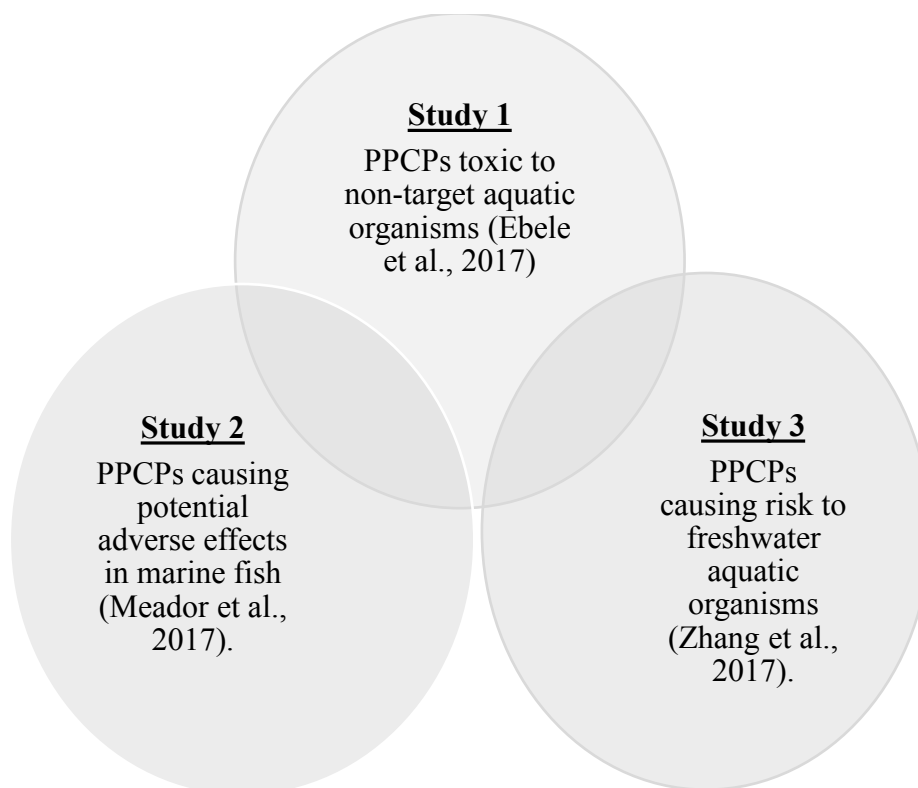 Study 1
PPCPs toxic to
non-target aquatic
organisms (Ebele
et al., 2017)
Study 2
PPCPs causing
potential
adverse effects
in marine fish
(Meador et al.,
2017).
Study 3
PPCPs
causing risk to
freshwater
aquatic
organisms
(Zhang et al.,
2017).